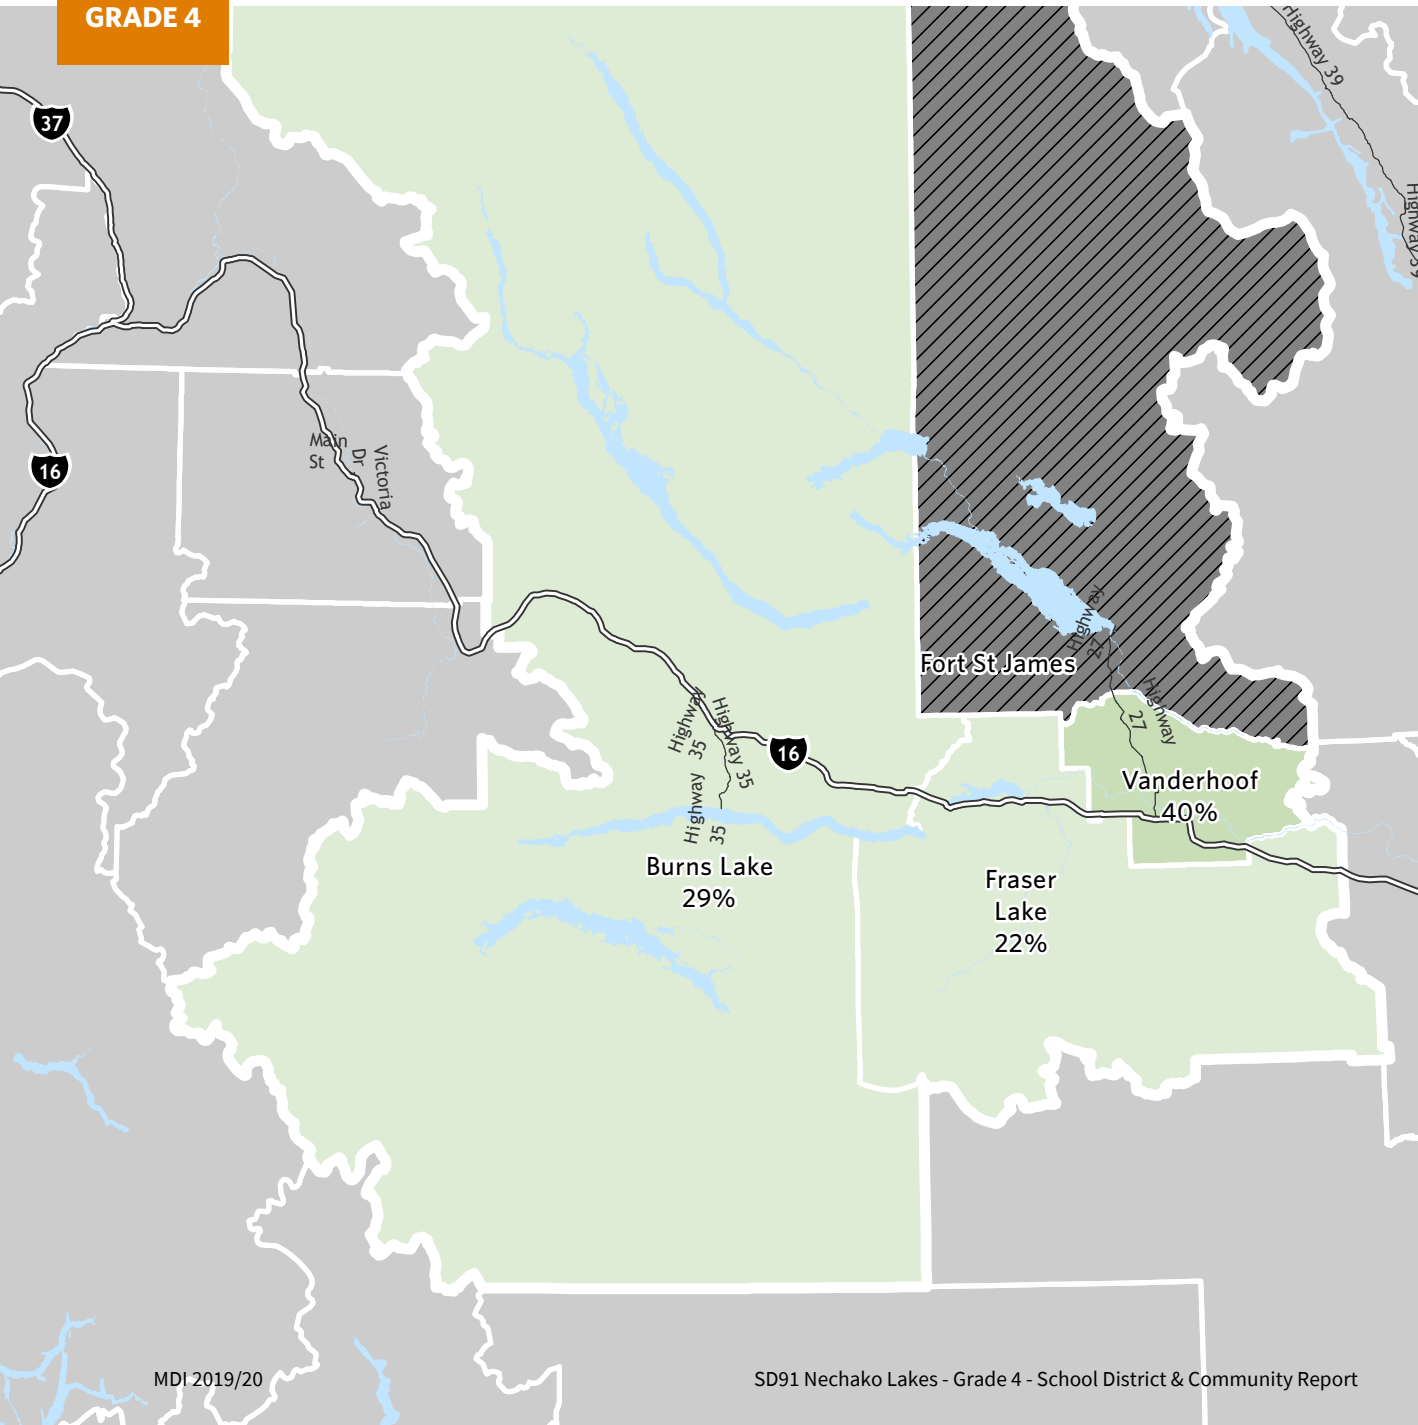 GRADE 4
Highway 39
37
Highway 39
Main
St
Victoria
Dr
16
Highway
27
Fort St James
Highway
27
Highway
35
Highway 35
16
Highway
35
Vanderhoof
40%
Burns Lake
29%
Fraser
Lake
22%
MDI 2019/20
SD91 Nechako Lakes - Grade 4 - School District & Community Report